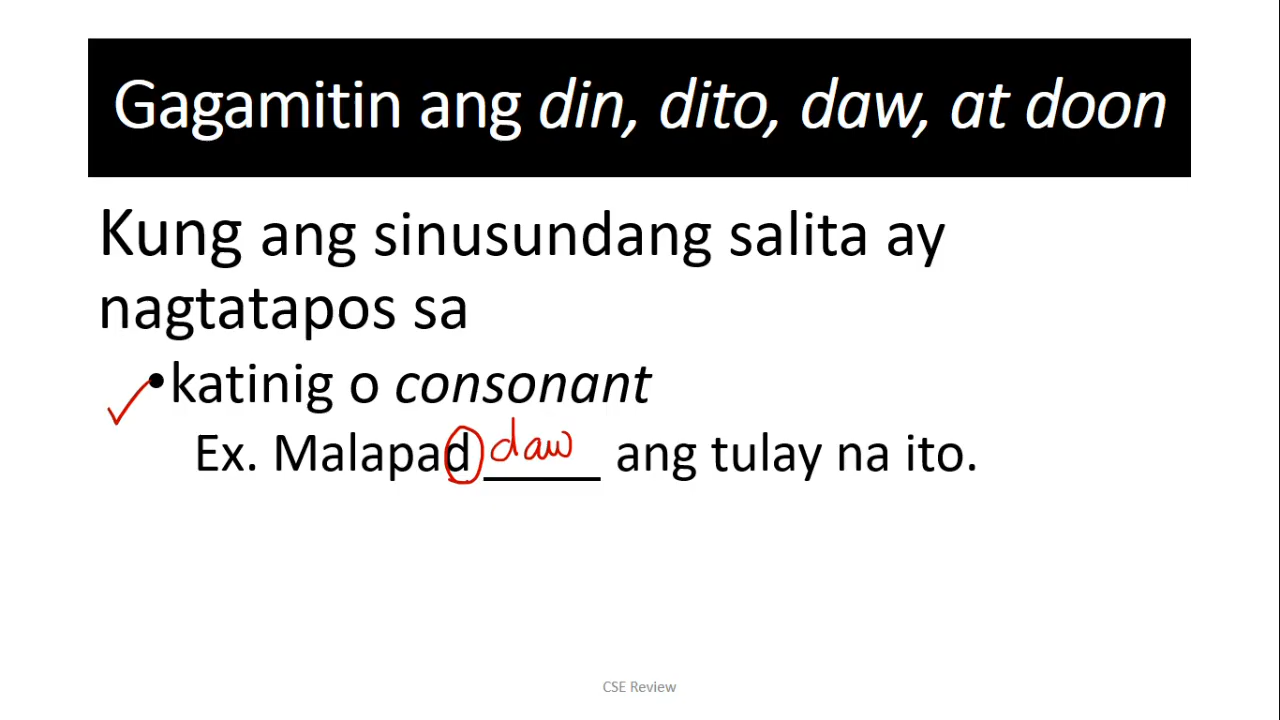 Gagamitin ang din, dito, daw, at doon
Kung ang sinusundang salita ay
nagtatapos sa
•katinig o consonant
Ex. Malapad daw ang tulay na ito.
CSE Review